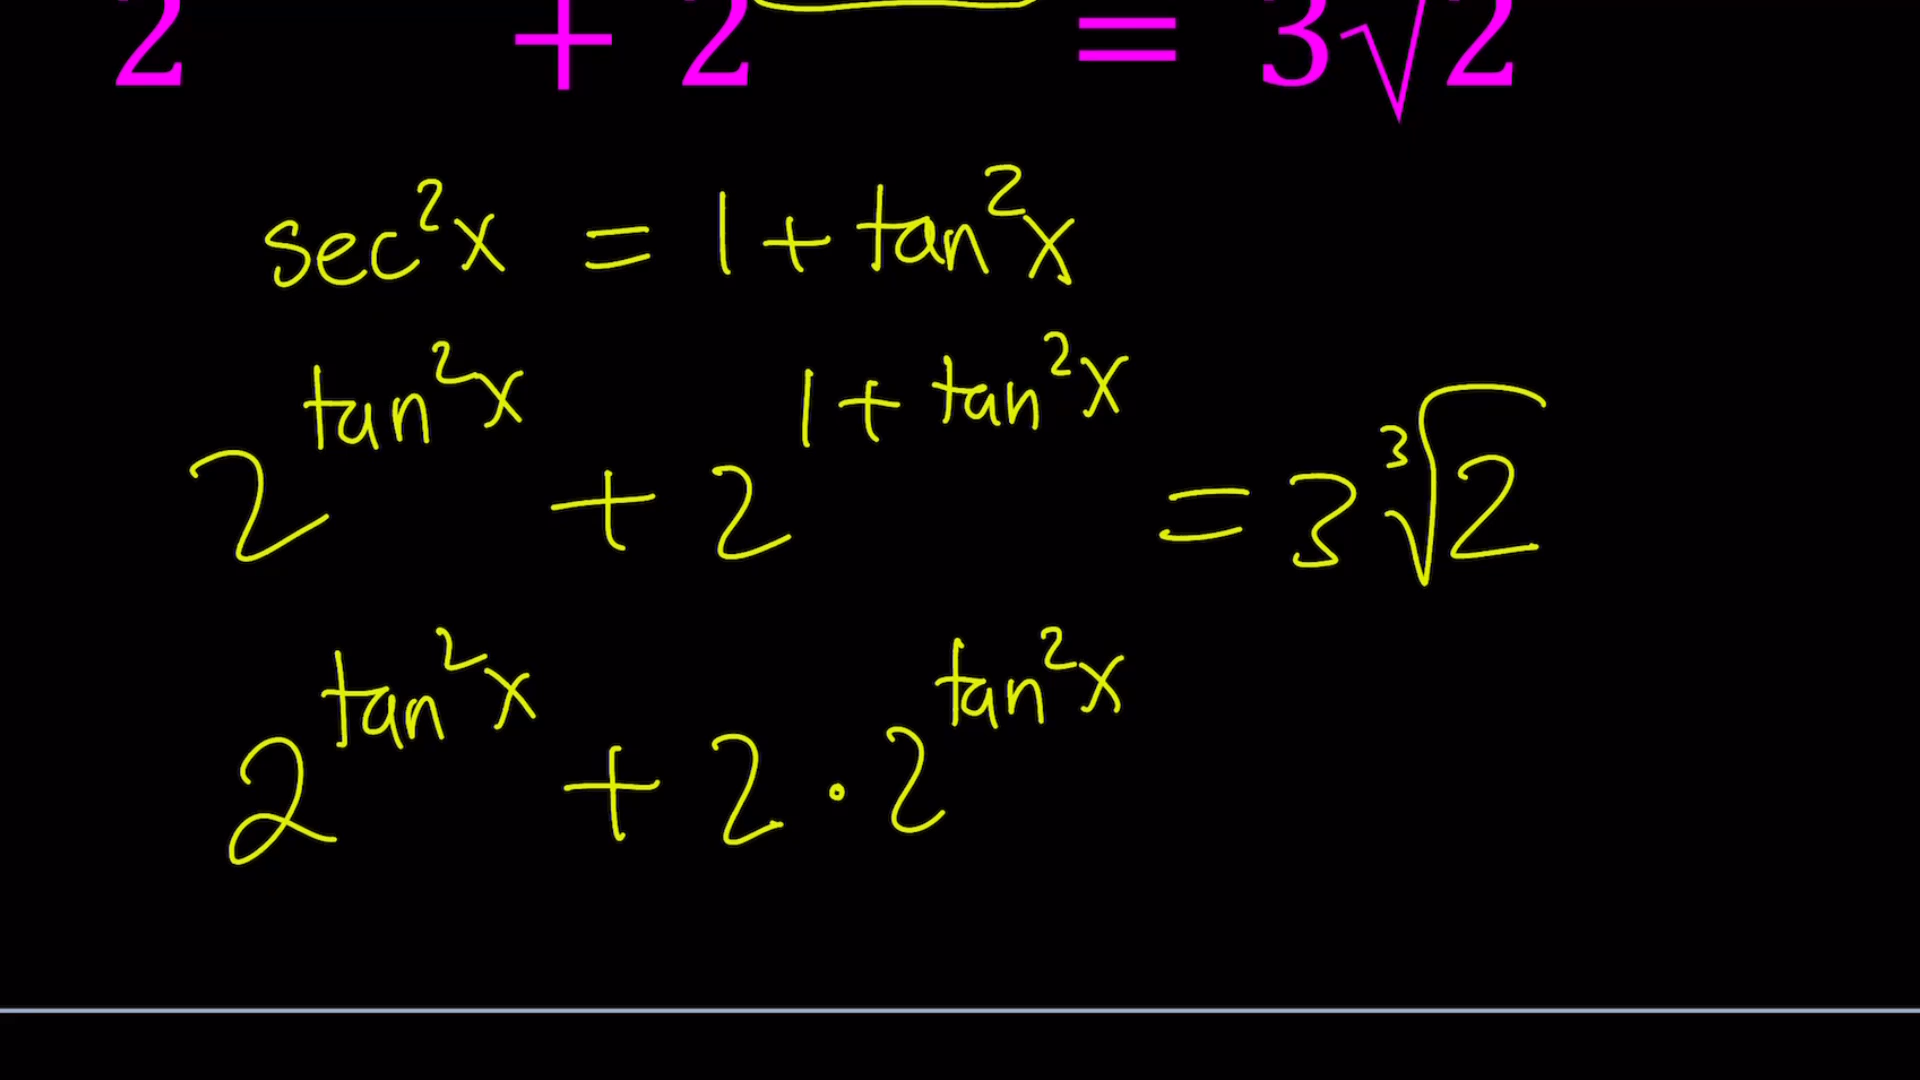 2 + 2 = 3√2
sec²x = 1 + tan²x
2^(tan²x) + 2^(1 + tan²x) = 3∛2
2^(tan²x) + 2 · 2^(tan²x)